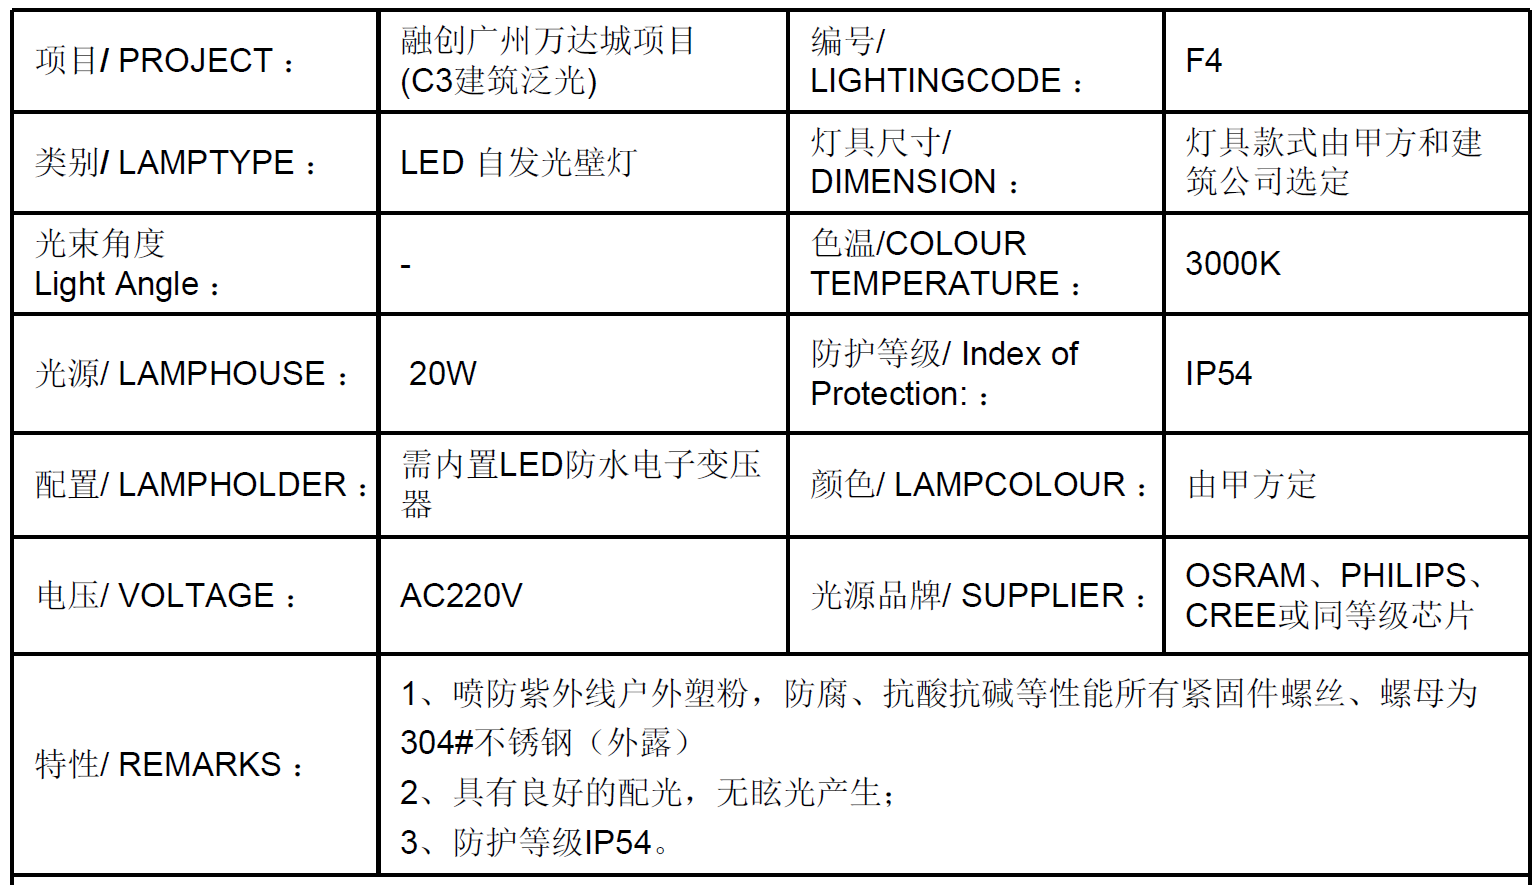 项目/ PROJECT：
融创广州万达城项目
(C3建筑泛光)
编号/
LIGHTINGCODE：
F4
类别/ LAMPTYPE：
LED 自发光壁灯
灯具尺寸/
DIMENSION：
灯具款式由甲方和建
筑公司选定
光束角度
Light Angle：
-
色温/COLOUR
TEMPERATURE：
3000K
光源/ LAMPHOUSE：
20W
防护等级/ Index of
Protection:：
IP54
配置/ LAMPHOLDER：
需内置LED防水电子变压
器
颜色/ LAMPCOLOUR：
由甲方定
电压/ VOLTAGE：
AC220V
光源品牌/ SUPPLIER：
OSRAM、PHILIPS、
CREE或同等级芯片
特性/ REMARKS：
1、喷防紫外线户外塑粉，防腐、抗酸抗碱等性能所有紧固件螺丝、螺母为
304#不锈钢（外露）
2、具有良好的配光，无眩光产生；
3、防护等级IP54。